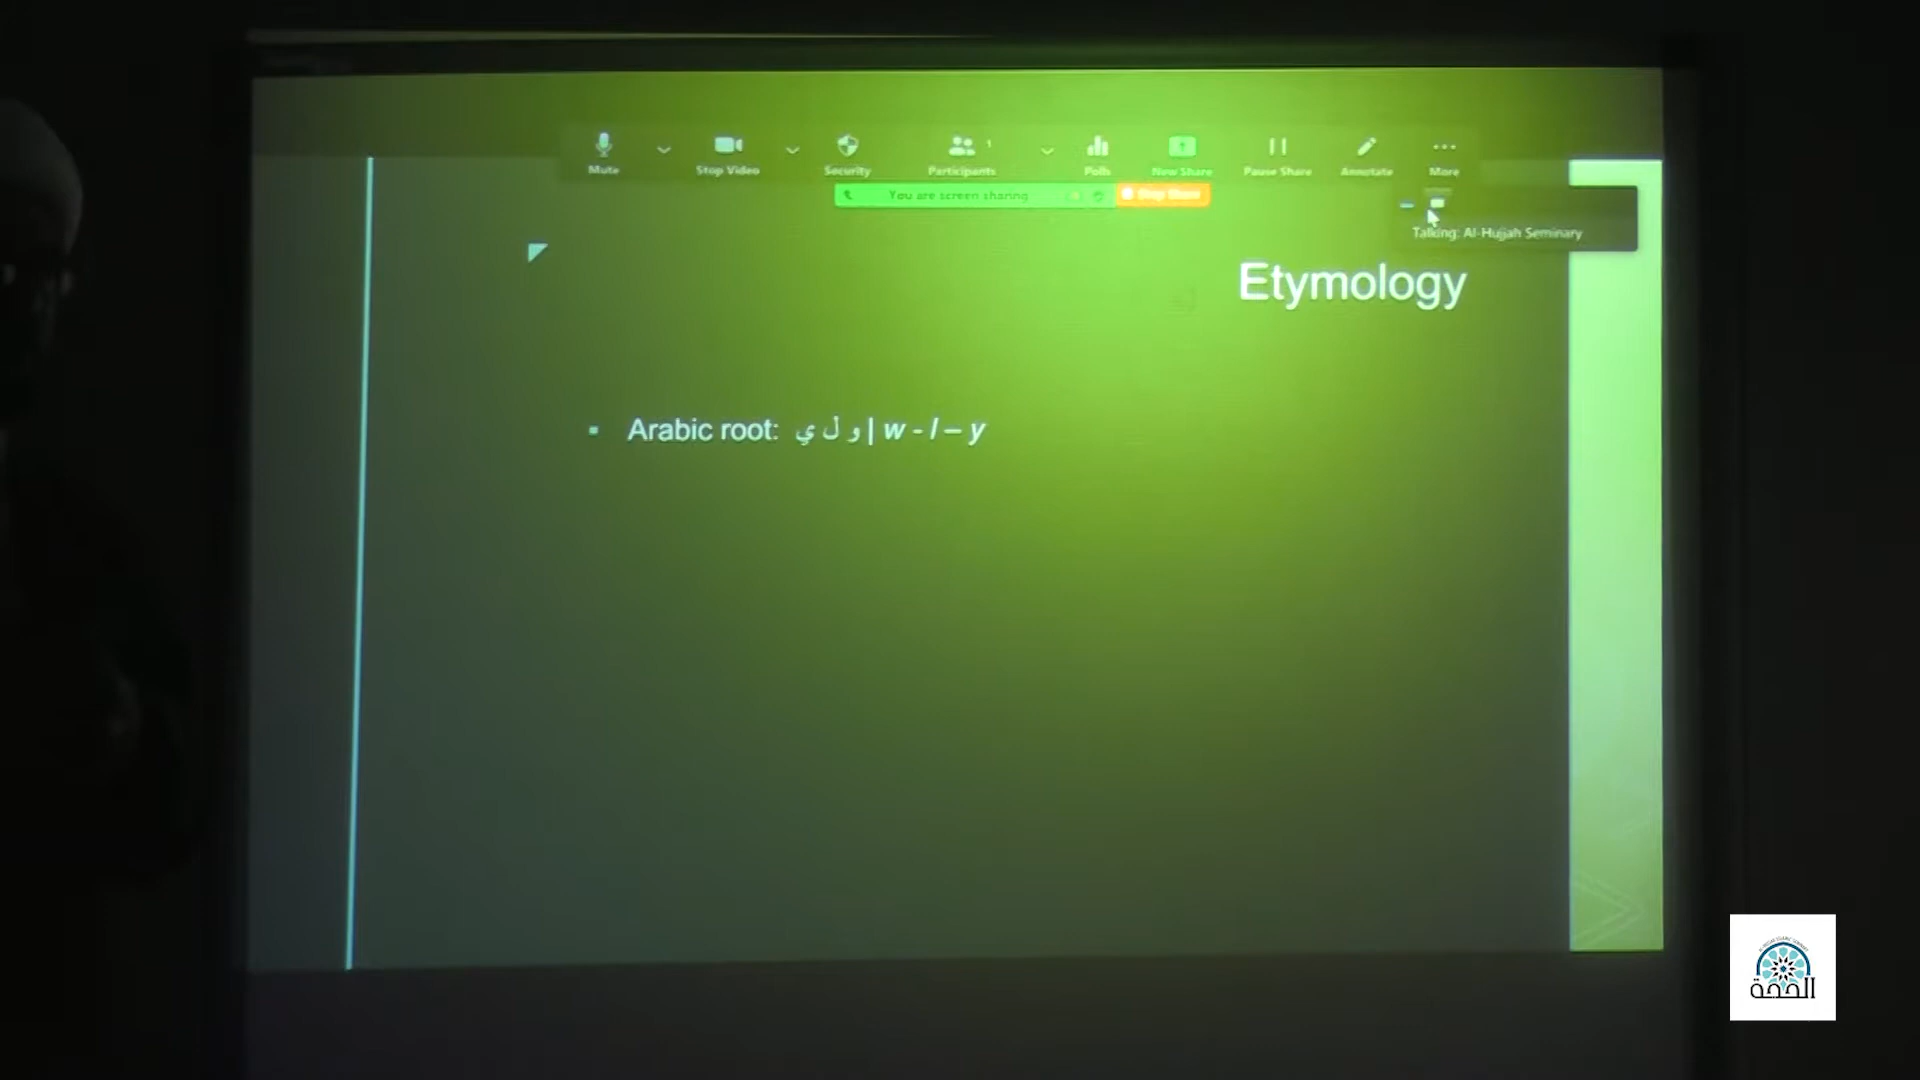 Mute
Stop Video
Security
Participants 1
Polls
New Share
Pause Share
Annotate
More
You are screen sharing
Stop Share
Talking: Al-Hujjah Seminary
Etymology
Arabic root: و ل ي | w - l – y
الحجة